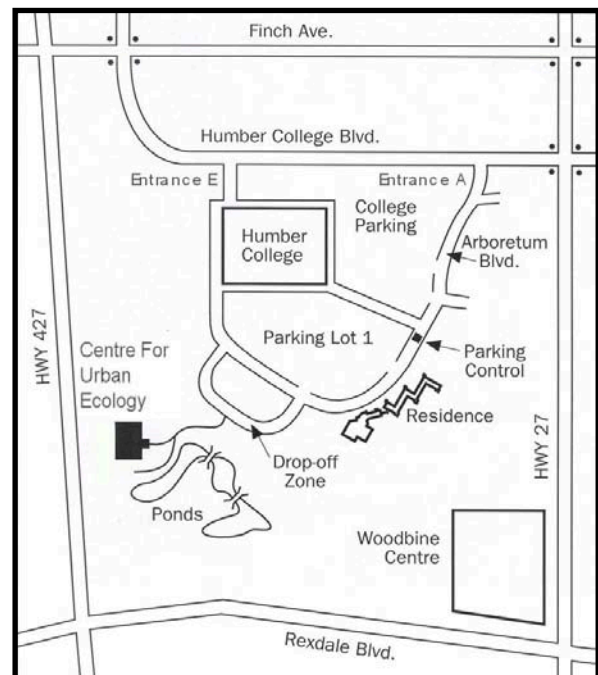 Finch Ave.
Humber College Blvd.
Entrance E
Entrance A
College
Parking
Humber
College
Arboretum
Blvd.
HWY 427
Parking Lot 1
Centre For
Urban
Ecology
Parking
Control
HWY 27
Residence
Drop-off
Zone
Ponds
Woodbine
Centre
Rexdale Blvd.